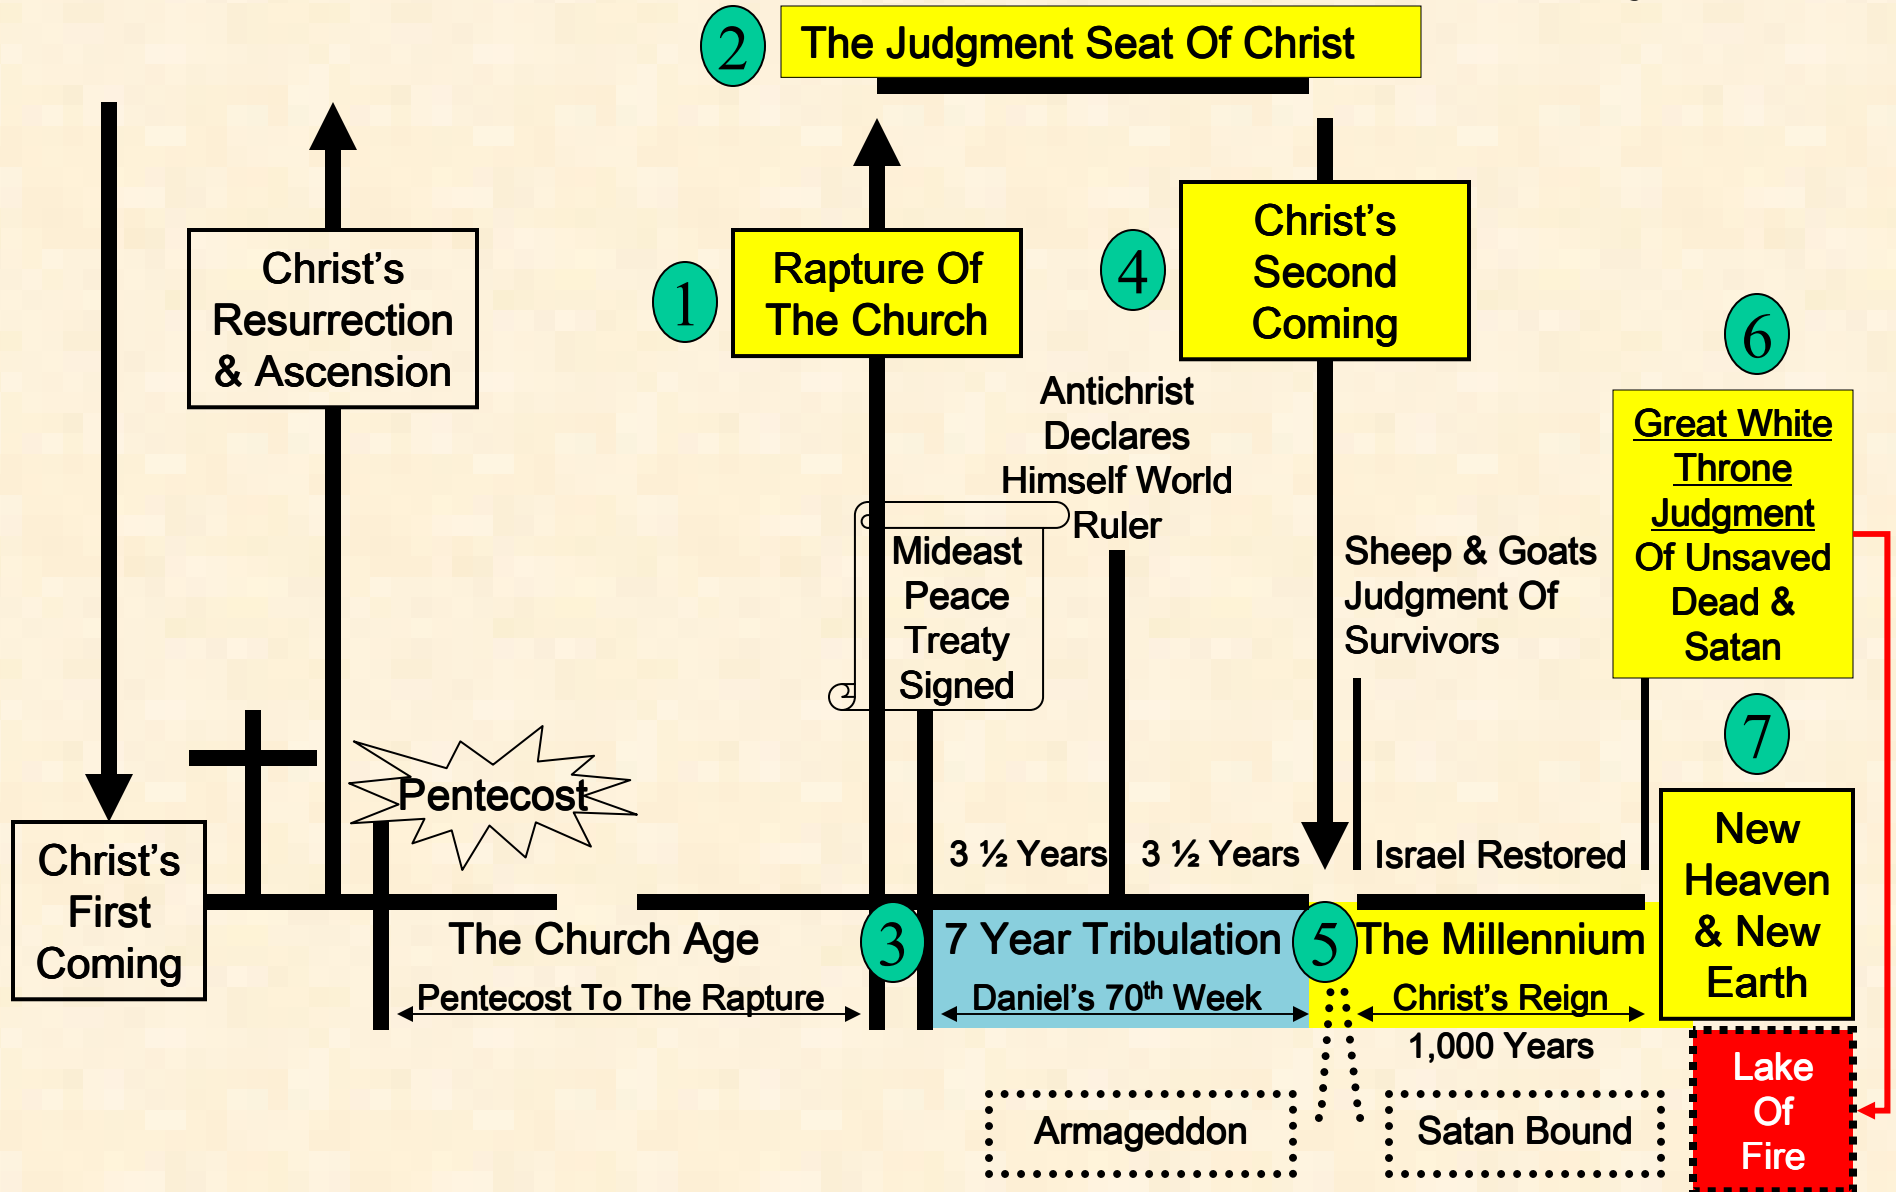 2
The Judgment Seat Of Christ
Christ's
Resurrection
& Ascension
1
Rapture Of
The Church
4
Christ's
Second
Coming
6
Antichrist
Declares
Himself World
Ruler
Great White
Throne
Judgment
Of Unsaved
Dead &
Satan
Mideast
Peace
Treaty
Signed
Sheep & Goats
Judgment Of
Survivors
7
Pentecost
Christ's
First
Coming
3 ½ Years
3 ½ Years
Israel Restored
New
Heaven
& New
Earth
The Church Age
3
7 Year Tribulation
5
The Millennium
Pentecost To The Rapture
Daniel's 70th Week
Christ's Reign
1,000 Years
Armageddon
Satan Bound
Lake
Of
Fire